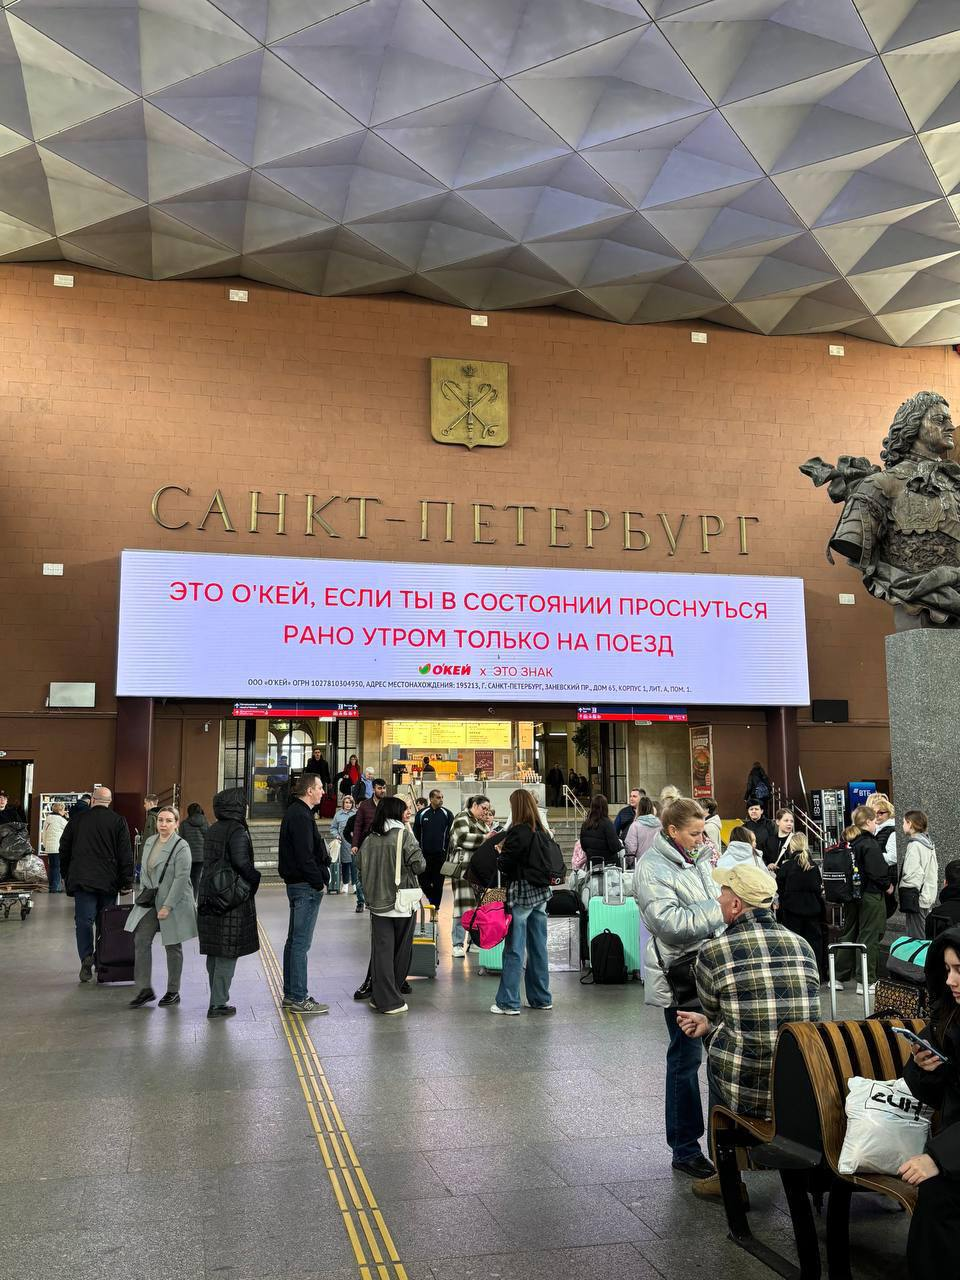 САНКТ-ПЕТЕРБУРГ
ЭТО О'КЕЙ, ЕСЛИ ТЫ В СОСТОЯНИИ ПРОСНУТЬСЯ
РАНО УТРОМ ТОЛЬКО НА ПОЕЗД
О'КЕЙ х ЭТО ЗНАК
ООО «О'КЕЙ» ОГРН 1027810304950, АДРЕС МЕСТОНАХОЖДЕНИЯ: 195213, Г. САНКТ-ПЕТЕРБУРГ, ЗАНЕВСКИЙ ПР., ДОМ 65, КОРПУС 1, ЛИТ. А, ПОМ. 1.
ВТБ